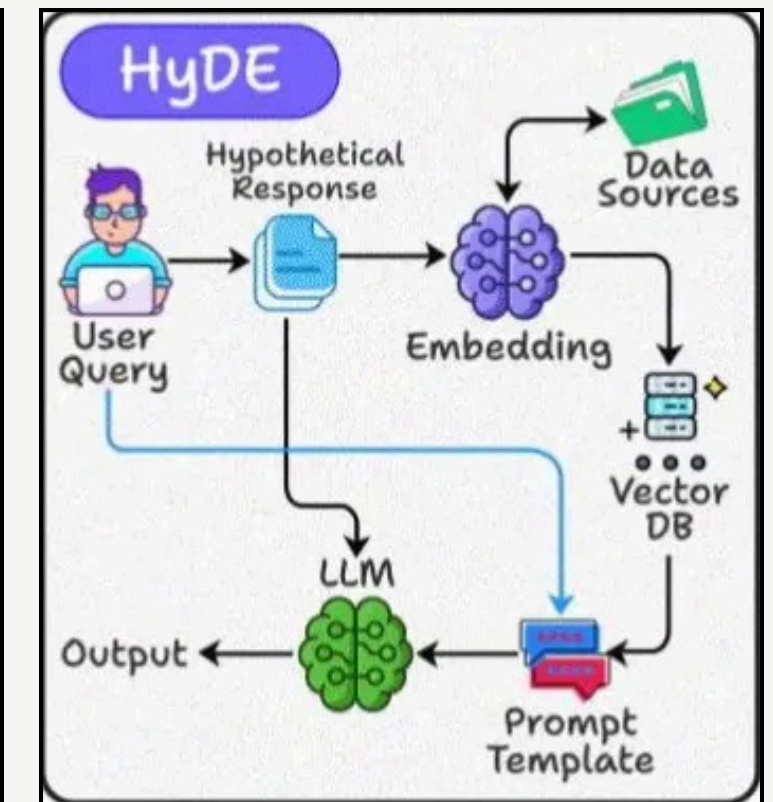 HyDE
Hypothetical
Response
Data
Sources
User
Query
Embedding
Vector
DB
LLM
Output
Prompt
Template